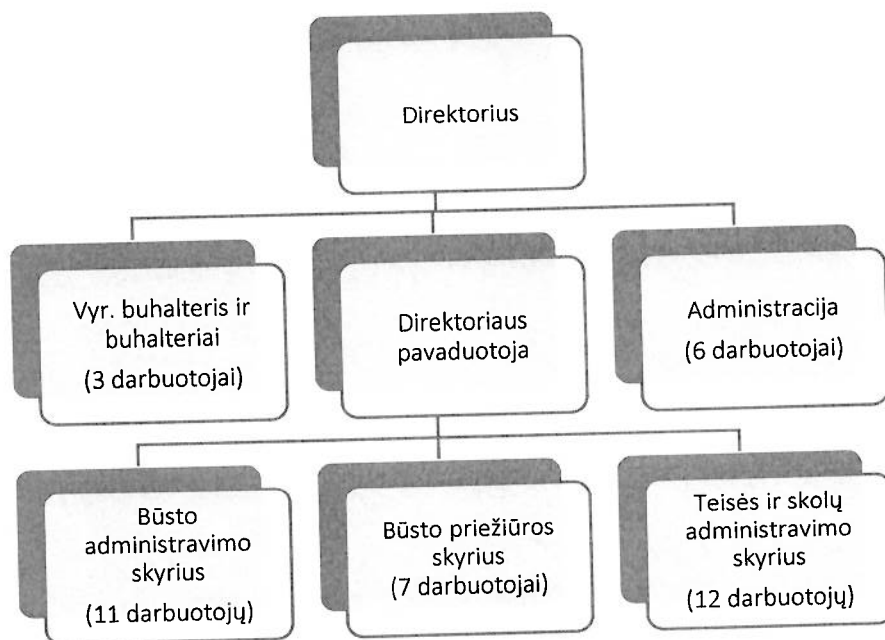 Direktorius
Vyr. buhalteris ir
buhalteriai
(3 darbuotojai)
Direktoriaus
pavaduotoja
Administracija
(6 darbuotojai)
Būsto
administravimo
skyrius
(11 darbuotojų)
Būsto priežiūros
skyrius
(7 darbuotojai)
Teisės ir skolų
administravimo
skyrius
(12 darbuotojų)